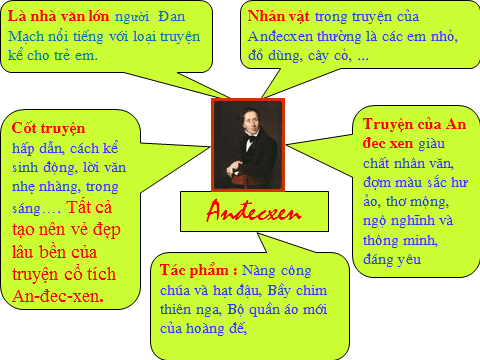 Là nhà văn lớn người Đan
Mạch nổi tiếng với loại truyện
kể cho trẻ em.
Nhân vật trong truyện của
Anđecxen thường là các em nhỏ,
đồ dùng, cây cỏ, ...
Cốt truyện
hấp dẫn, cách kể
sinh động, lời văn
nhẹ nhàng, trong
sáng…. Tất cả
tạo nên vẻ đẹp
lâu bền của
truyện cổ tích
An-đec-xen.
Truyện của An
đec xen giàu
chất nhân văn,
đợm màu sắc hư
ảo, thơ mộng,
ngộ nghĩnh và
thông minh,
đáng yêu
Anđecxen
Tác phẩm : Nàng công
chúa và hạt đậu, Bầy chim
thiên nga, Bộ quần áo mới
của hoàng đế,